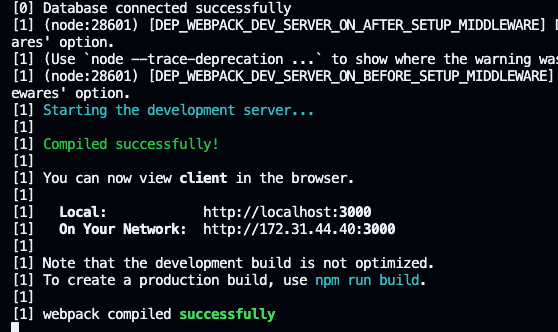 [0] Database connected successfully
[1] (node:28601) [DEP_WEBPACK_DEV_SERVER_ON_AFTER_SETUP_MIDDLEWARE]
ares' option.
[1] (Use `node --trace-deprecation ...` to show where the warning was
[1] (node:28601) [DEP_WEBPACK_DEV_SERVER_ON_BEFORE_SETUP_MIDDLEWARE]
ewares' option.
[1] Starting the development server...
[1]
[1] Compiled successfully!
[1]
[1] You can now view client in the browser.
[1]
[1]   Local:            http://localhost:3000
[1]   On Your Network:  http://172.31.44.40:3000
[1]
[1] Note that the development build is not optimized.
[1] To create a production build, use npm run build.
[1]
[1] webpack compiled successfully